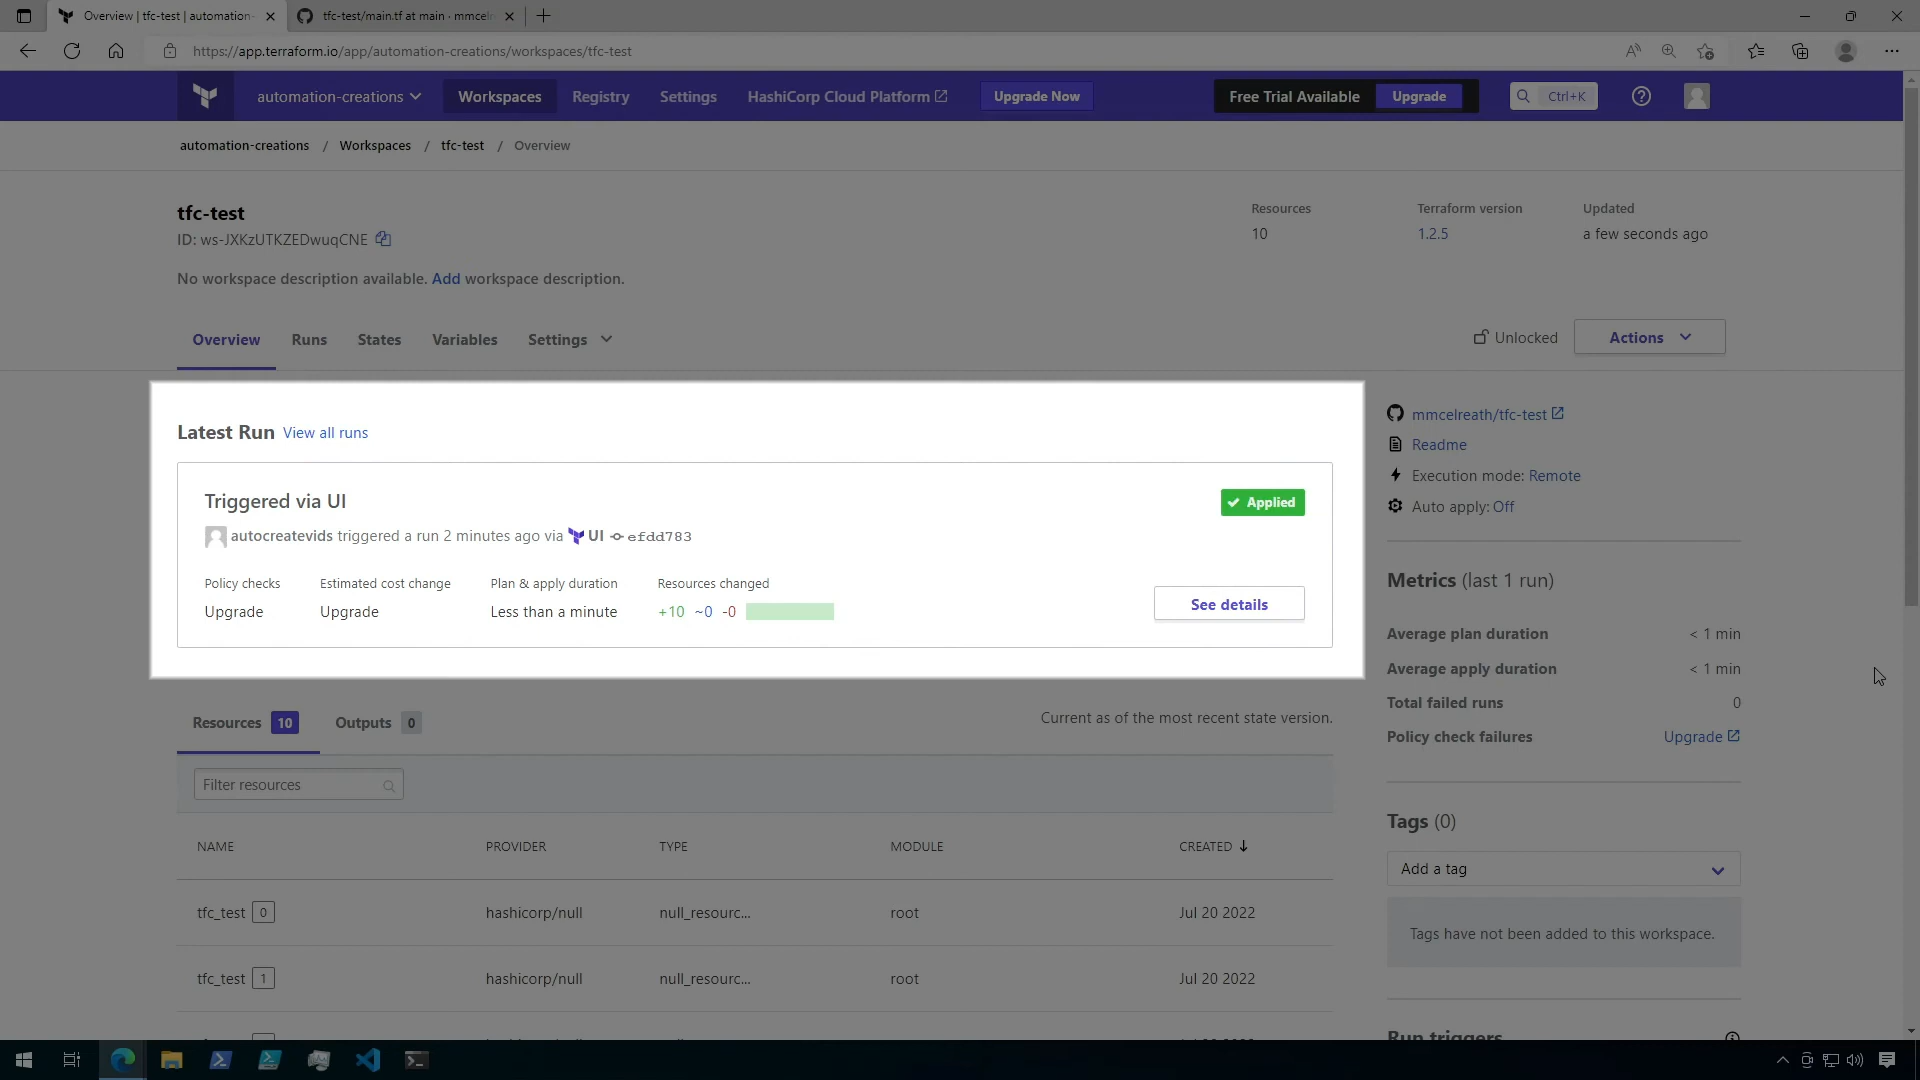 Overview | tfc-test | automation-
tfc-test/main.tf at main · mmcelr
https://app.terraform.io/app/automation-creations/workspaces/tfc-test
automation-creations
Workspaces
Registry
Settings
HashiCorp Cloud Platform
Upgrade Now
Free Trial Available
Upgrade
Ctrl+K
automation-creations / Workspaces / tfc-test / Overview
tfc-test
ID: ws-JXKzUTKZEDwuqCNE
No workspace description available. Add workspace description.
Resources
10
Terraform version
1.2.5
Updated
a few seconds ago
Overview
Runs
States
Variables
Settings
Unlocked
Actions
Latest Run View all runs
Triggered via UI
Applied
autocreatevids triggered a run 2 minutes ago via UI efdd783
Policy checks
Upgrade
Estimated cost change
Upgrade
Plan & apply duration
Less than a minute
Resources changed
+10 ~0 -0
See details
mmcelreath/tfc-test
Readme
Execution mode: Remote
Auto apply: Off
Metrics (last 1 run)
Average plan duration < 1 min
Average apply duration < 1 min
Total failed runs 0
Policy check failures Upgrade
Tags (0)
Add a tag
Tags have not been added to this workspace.
Run triggers
Resources 10
Outputs 0
Current as of the most recent state version.
Filter resources
NAME PROVIDER TYPE MODULE CREATED
tfc_test 0 hashicorp/null null_resourc... root Jul 20 2022
tfc_test 1 hashicorp/null null_resourc... root Jul 20 2022